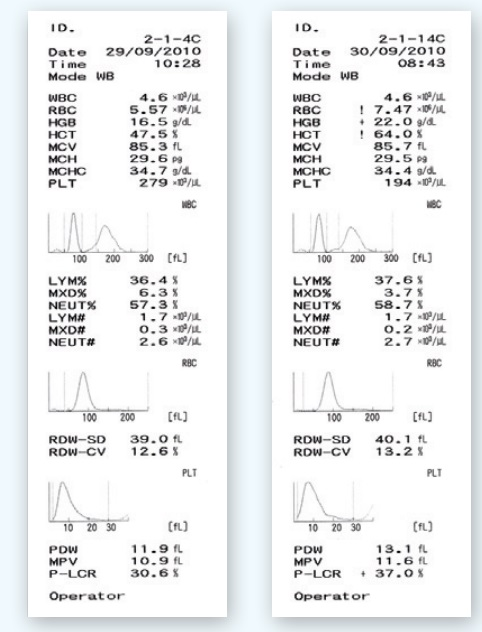 ID.
2-1-4C
Date 29/09/2010
Time 10:28
Mode WB
WBC 4.6 ×10³/µL
RBC 5.57 ×10⁶/µL
HGB 16.5 g/dL
HCT 47.5 %
MCV 85.3 fL
MCH 29.6 pg
MCHC 34.7 g/dL
PLT 279 ×10³/µL
WBC
100 200 300 [fL]
LYM% 36.4 %
MXD% 6.3 %
NEUT% 57.3 %
LYM# 1.7 ×10³/µL
MXD# 0.3 ×10³/µL
NEUT# 2.6 ×10³/µL
RBC
100 200 [fL]
RDW-SD 39.0 fL
RDW-CV 12.6 %
PLT
10 20 30 [fL]
PDW 11.9 fL
MPV 10.9 fL
P-LCR 30.6 %
Operator
ID.
2-1-14C
Date 30/09/2010
Time 08:43
Mode WB
WBC 4.6 ×10³/µL
RBC ! 7.47 ×10⁶/µL
HGB + 22.0 g/dL
HCT ! 64.0 %
MCV 85.7 fL
MCH 29.5 pg
MCHC 34.4 g/dL
PLT 194 ×10³/µL
WBC
100 200 300 [fL]
LYM% 37.6 %
MXD% 3.7 %
NEUT% 58.7 %
LYM# 1.7 ×10³/µL
MXD# 0.2 ×10³/µL
NEUT# 2.7 ×10³/µL
RBC
100 200 [fL]
RDW-SD 40.1 fL
RDW-CV 13.2 %
PLT
10 20 30 [fL]
PDW 13.1 fL
MPV 11.6 fL
P-LCR + 37.0 %
Operator